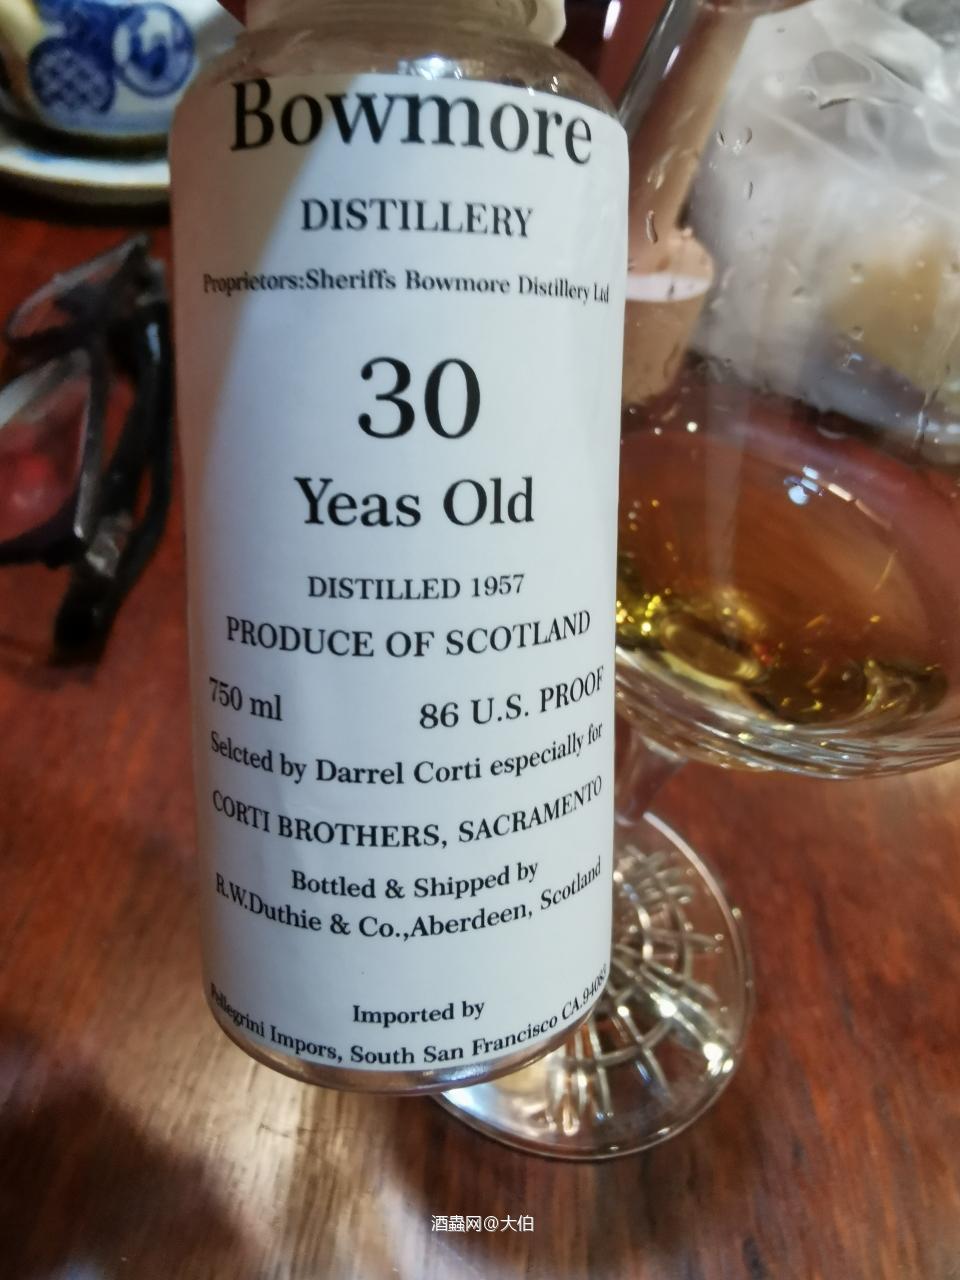 Bowmore
DISTILLERY
Proprietors:Sheriffs Bowmore Distillery Ltd
30
Yeas Old
DISTILLED 1957
PRODUCE OF SCOTLAND
750 ml 86 U.S. PROOF
Selcted by Darrel Corti especially for
CORTI BROTHERS, SACRAMENTO
Bottled & Shipped by
R.W.Duthie & Co.,Aberdeen, Scotland
Imported by
Pellegrini Impors, South San Francisco CA.
酒蟲网@大伯